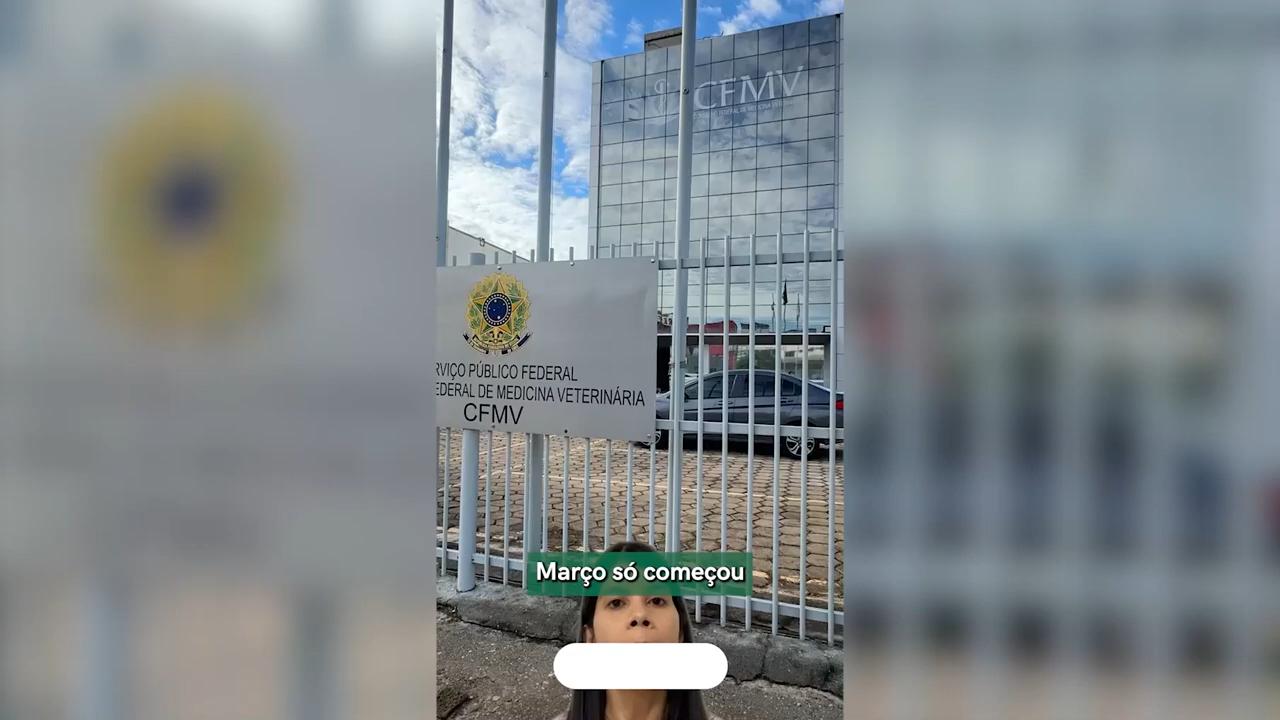 CFMV
RVIÇO PÚBLICO FEDERAL
EDERAL DE MEDICINA VETERINÁRIA
CFMV
Março só começou